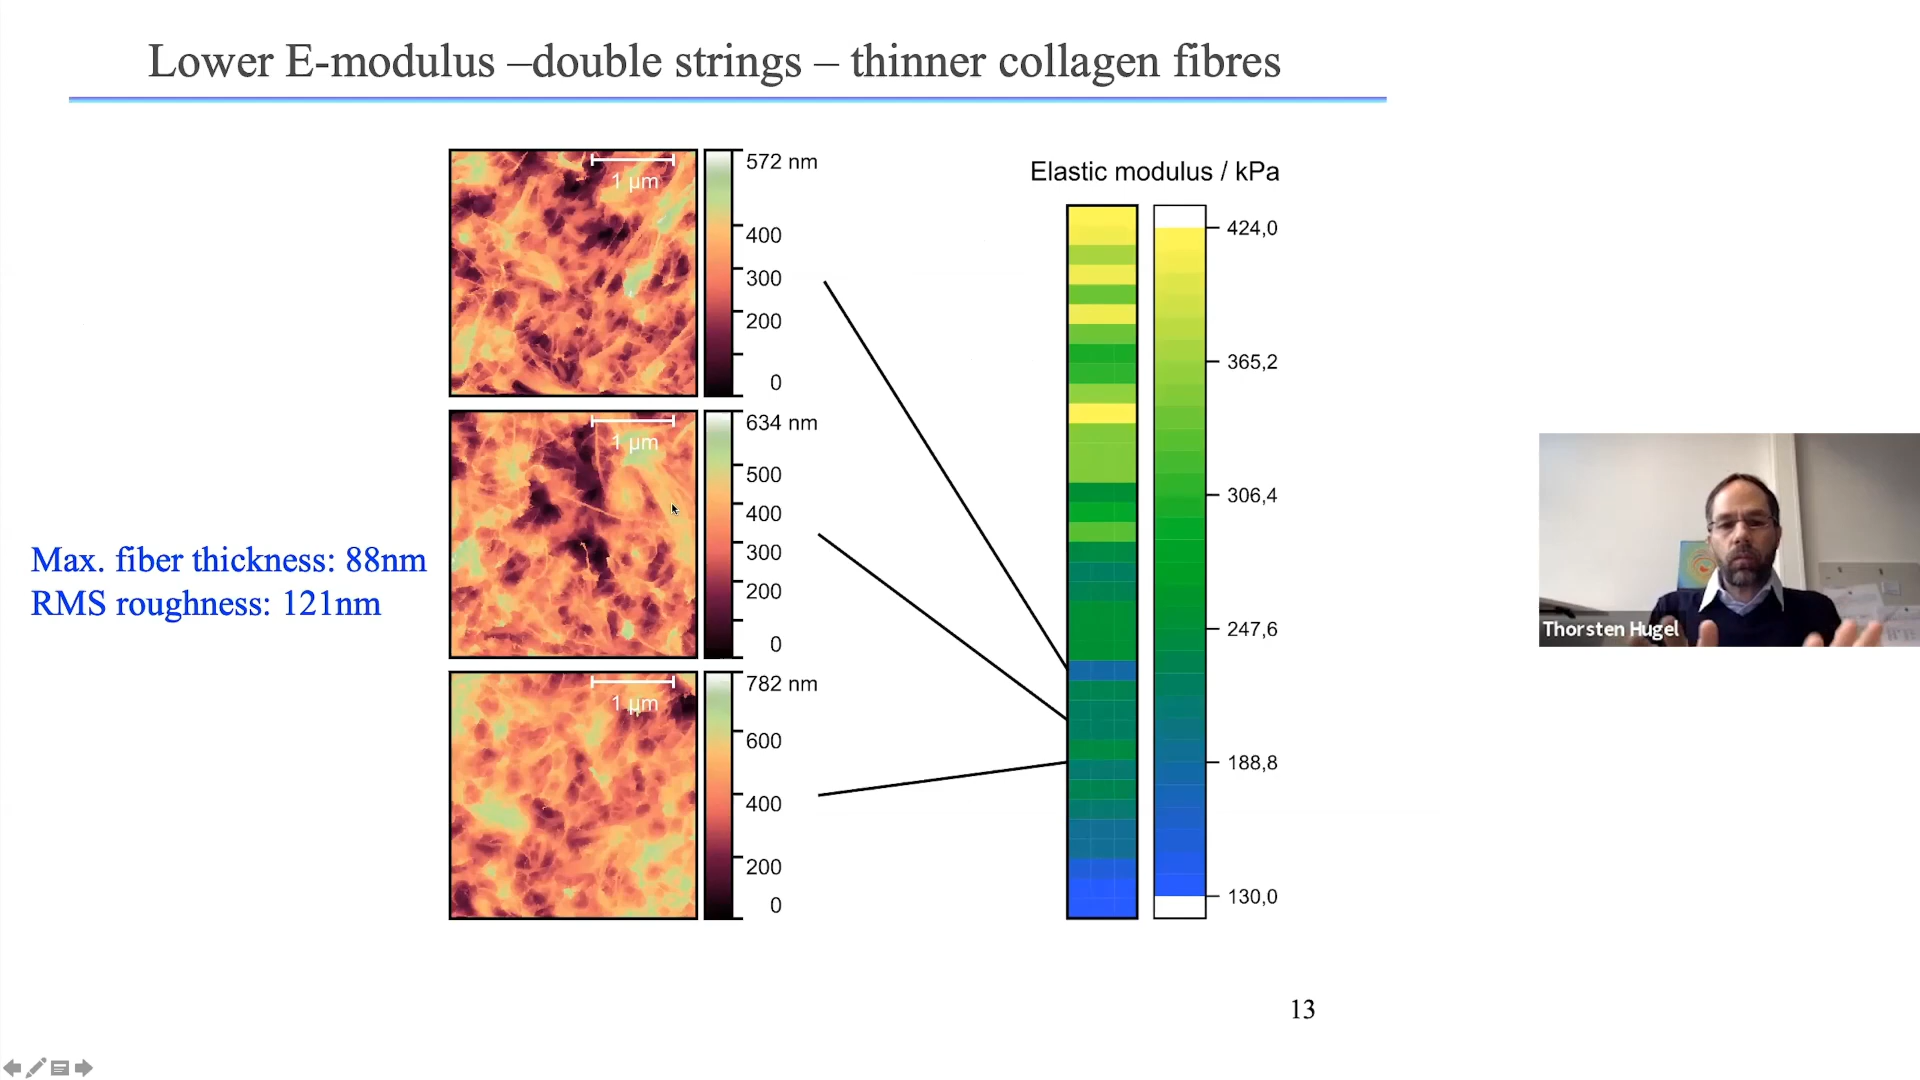 Lower E-modulus –double strings – thinner collagen fibres
1 µm
572 nm
400
300
200
0
1 µm
634 nm
500
400
300
200
0
1 µm
782 nm
600
400
200
0
Max. fiber thickness: 88nm
RMS roughness: 121nm
Elastic modulus / kPa
424,0
365,2
306,4
247,6
188,8
130,0
Thorsten Hugel
13